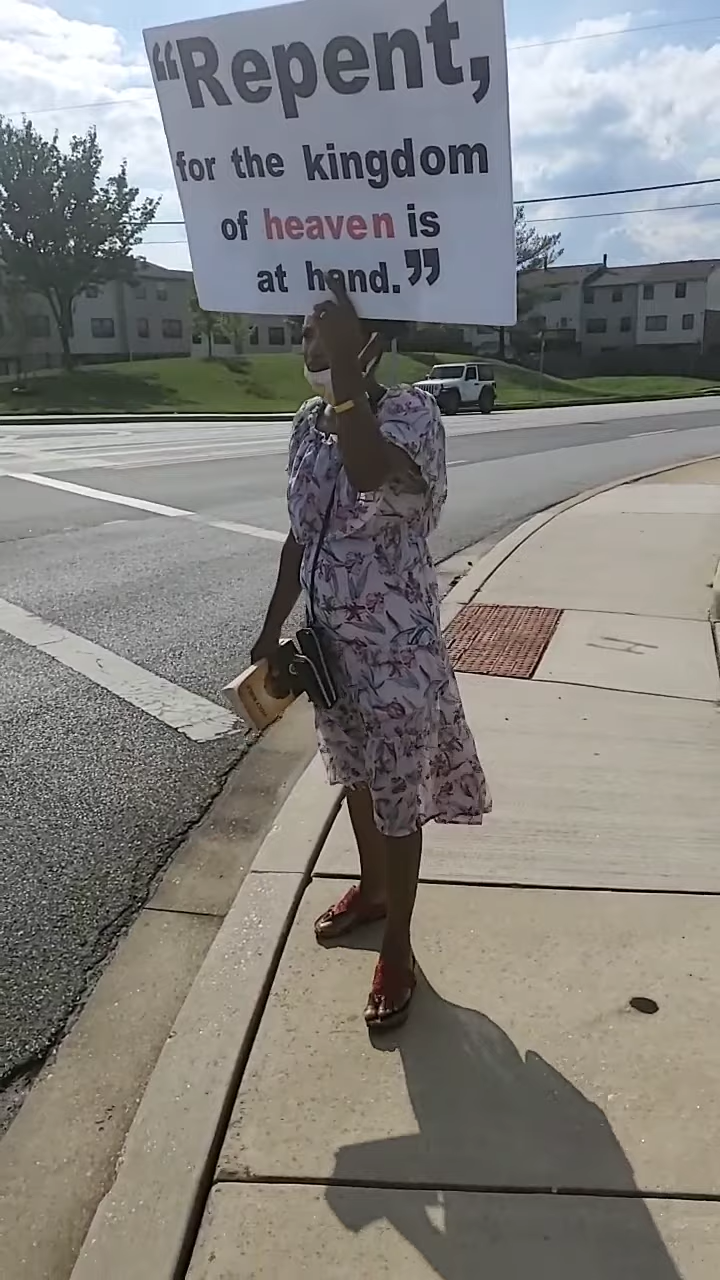 “Repent,
for the kingdom
of heaven is
at hand.”